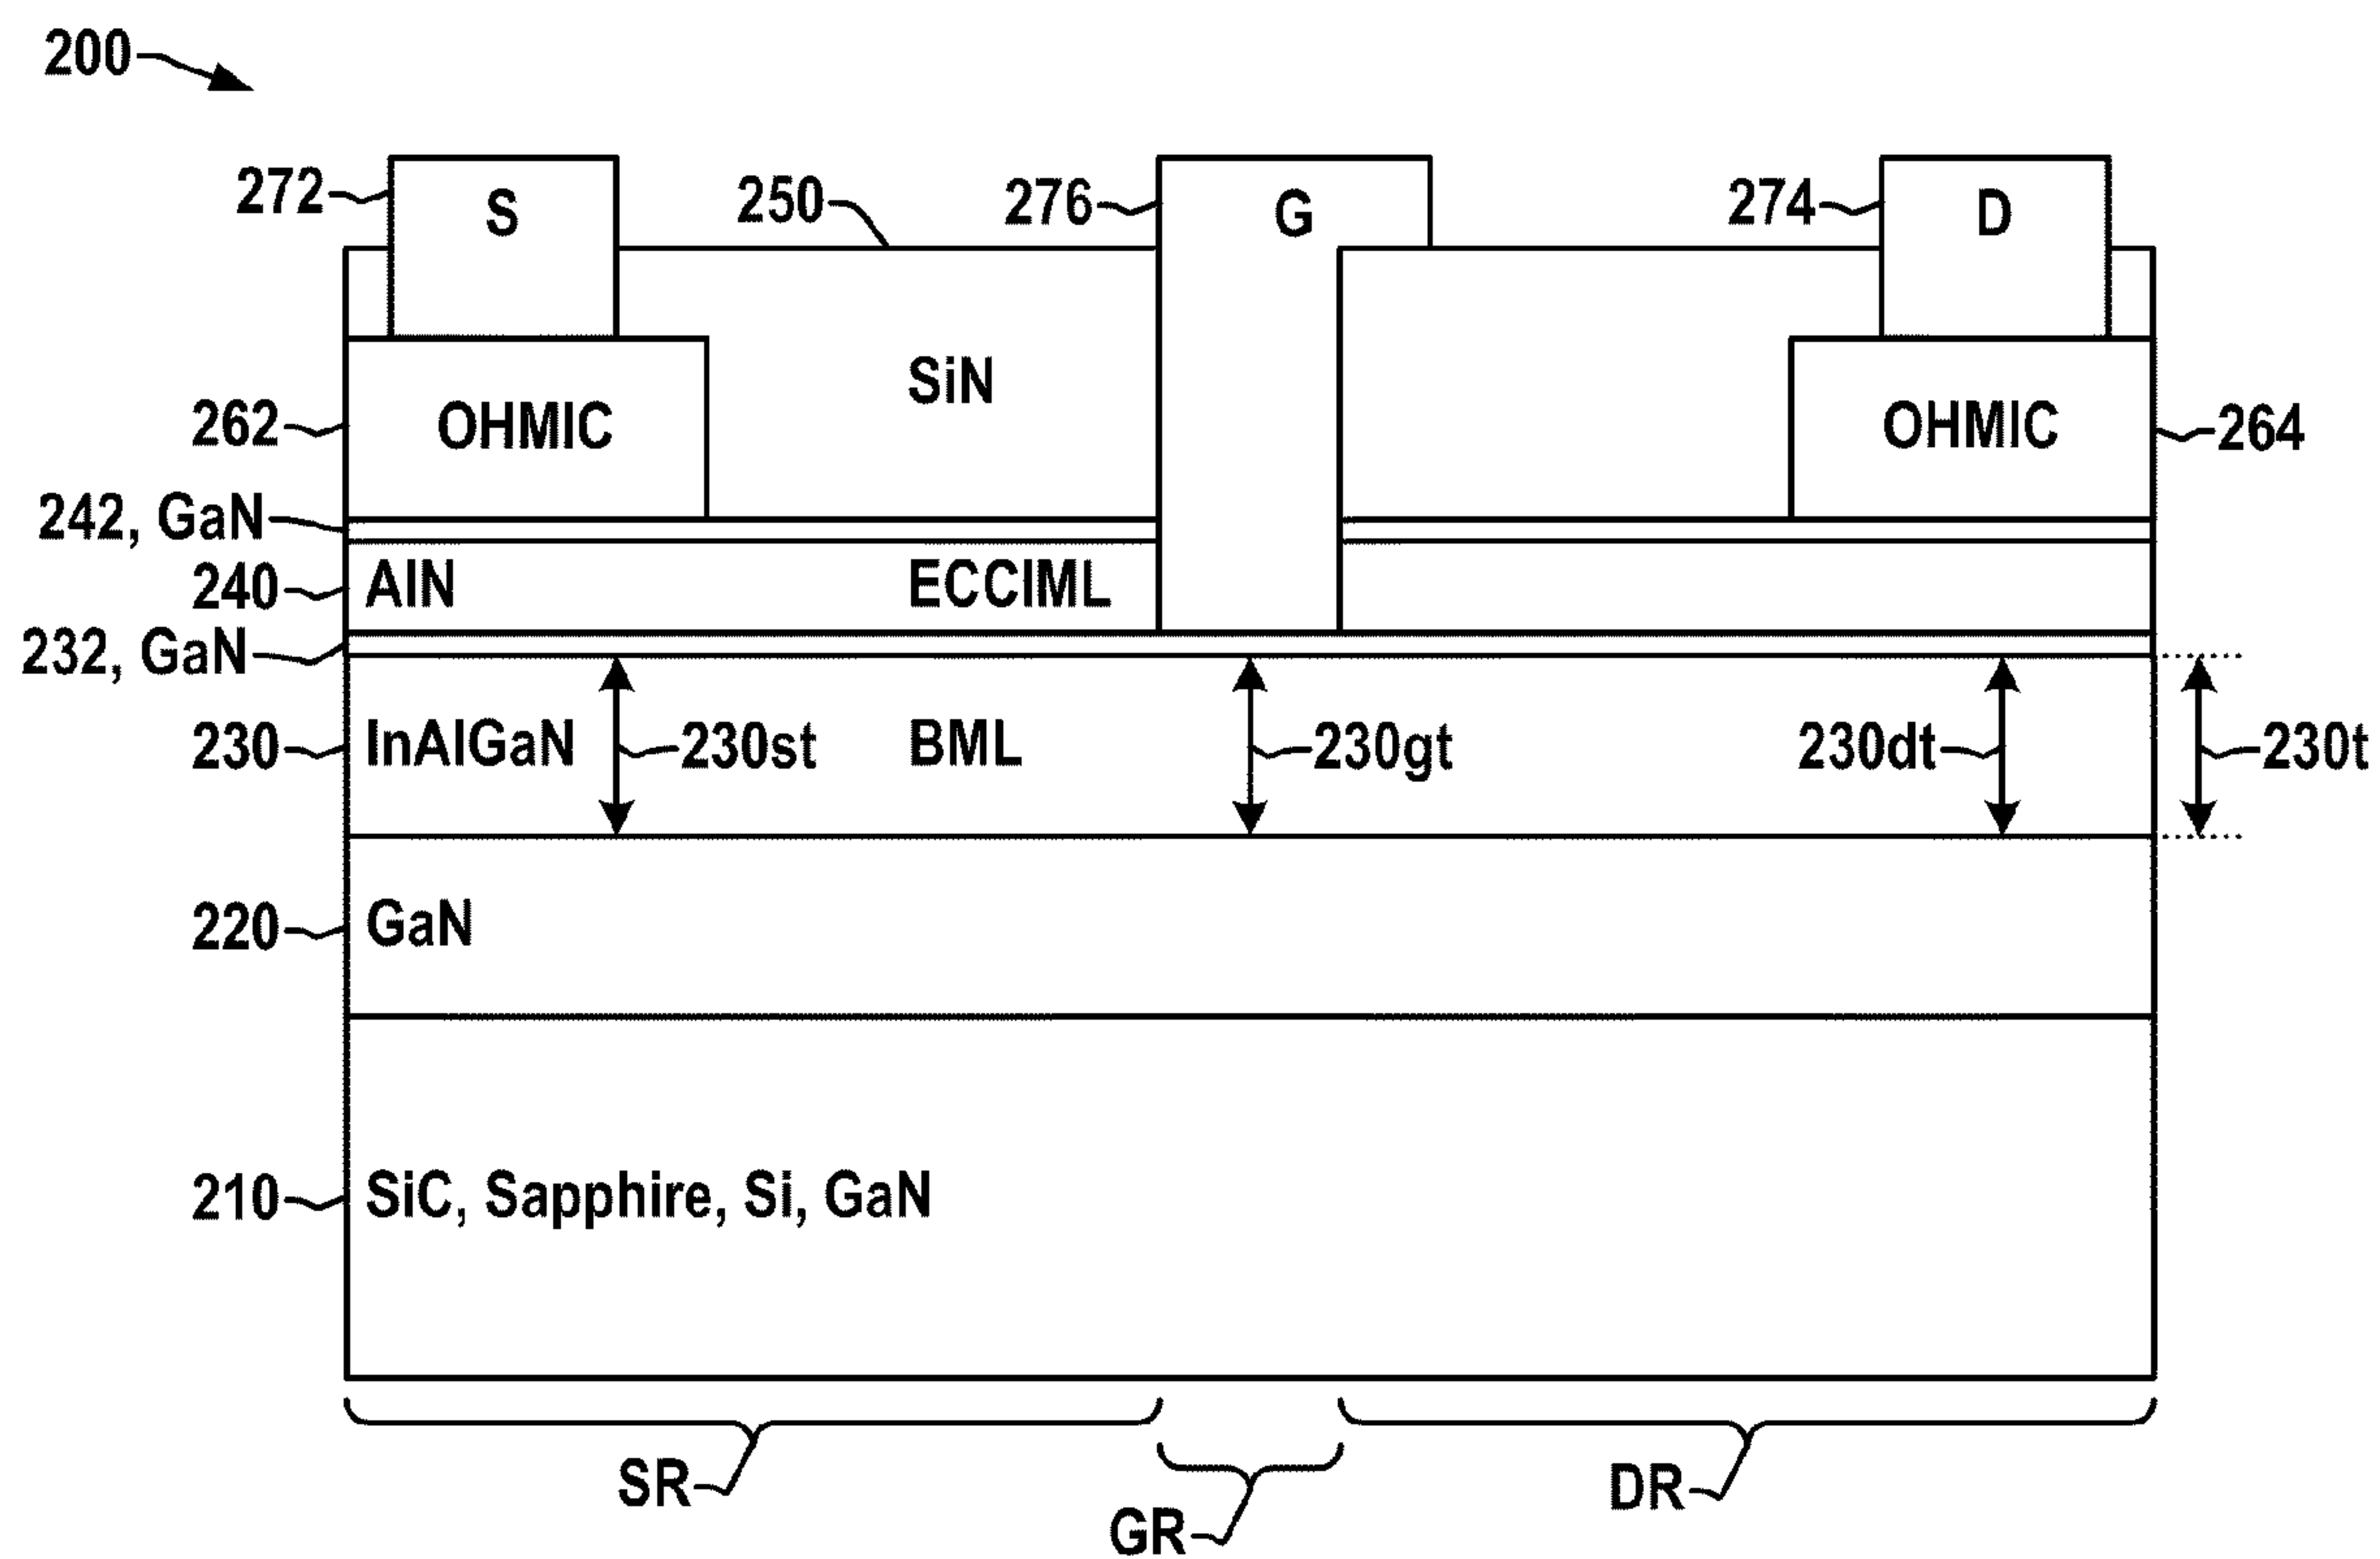 200
272
S
250
276
G
274
D
SiN
262
OHMIC
OHMIC
264
242, GaN
240
AlN
ECCIML
232, GaN
230
InAlGaN
230st
BML
230gt
230dt
230t
220
GaN
210
SiC, Sapphire, Si, GaN
SR
GR
DR